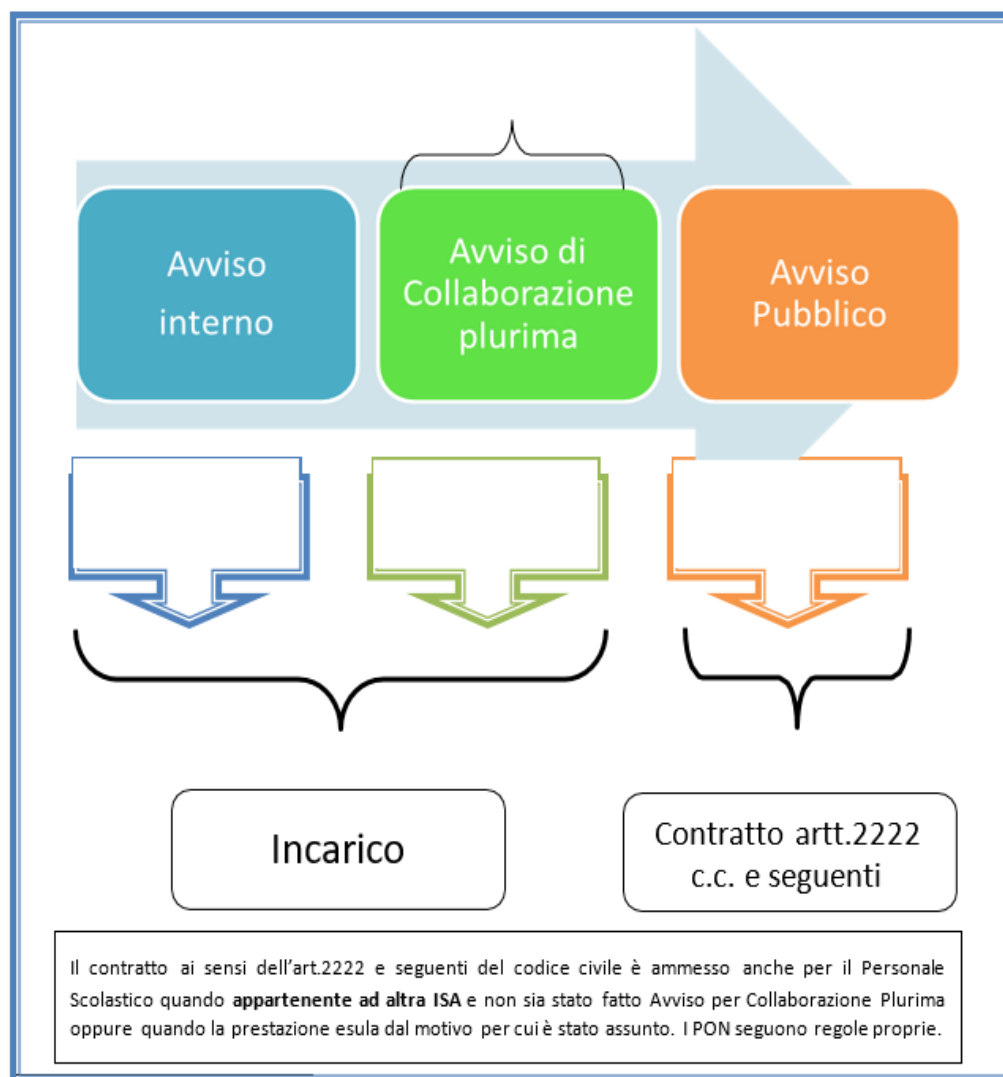 Avviso
interno
Avviso di
Collaborazione
plurima
Avviso
Pubblico
Incarico
Contratto artt.2222
c.c. e seguenti
Il contratto ai sensi dell’art.2222 e seguenti del codice civile è ammesso anche per il Personale
Scolastico quando appartenente ad altra ISA e non sia stato fatto Avviso per Collaborazione Plurima
oppure quando la prestazione esula dal motivo per cui è stato assunto. I PON seguono regole proprie.